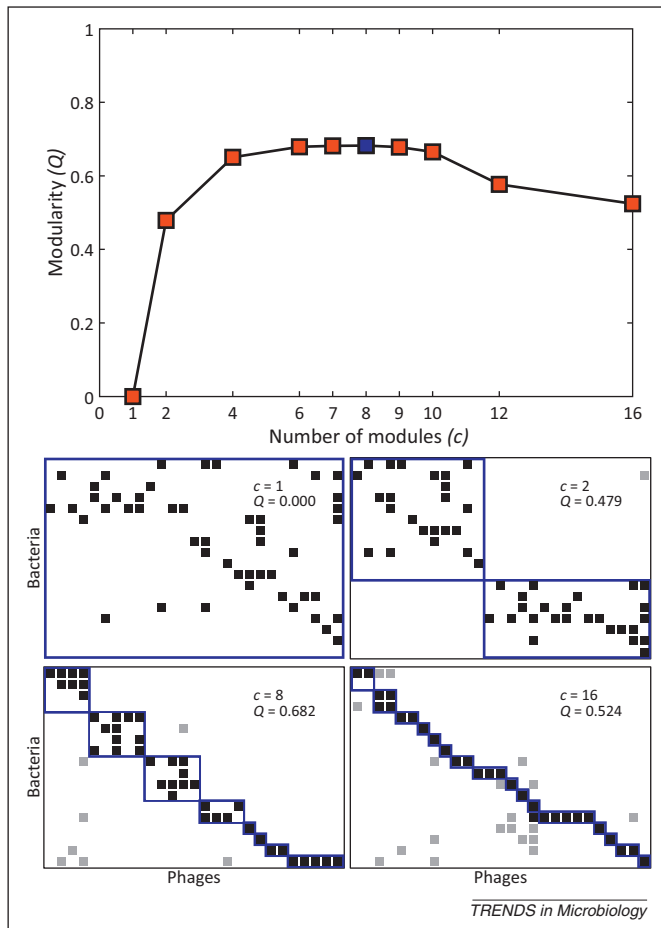 1
0.8
0.6
0.4
0.2
0
Modularity (Q)
0 1 2 4 6 7 8 9 10 12 16
Number of modules (c)
Bacteria
c = 1
Q = 0.000
c = 2
Q = 0.479
Bacteria
c = 8
Q = 0.682
c = 16
Q = 0.524
Phages Phages
TRENDS in Microbiology